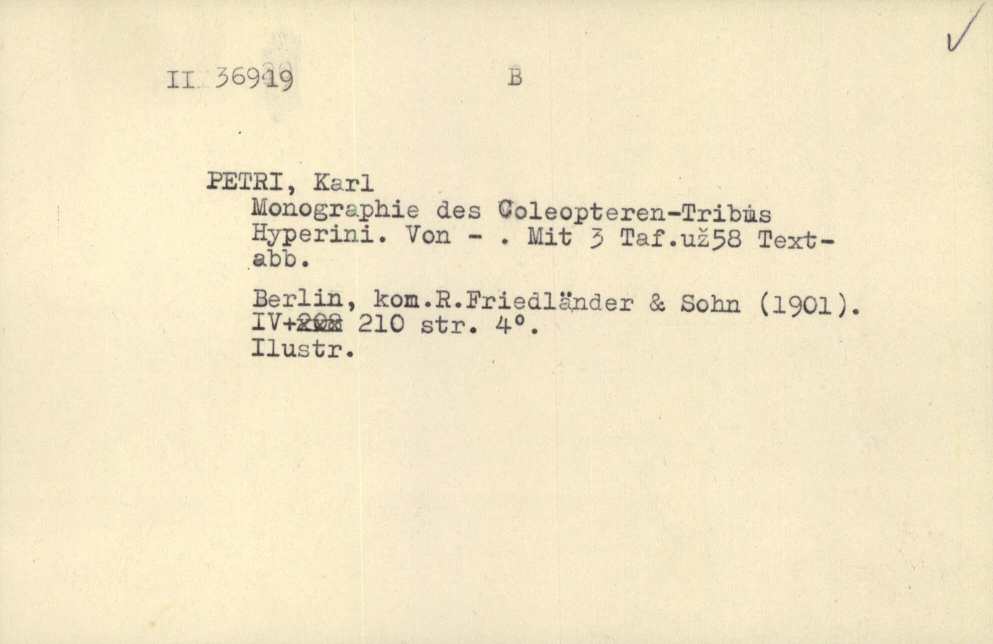 II 36919 B
PETRI, Karl
Monographie des Coleopteren-Tribus
Hyperini. Von - . Mit 3 Taf.už58 Text-
abb.
Berlin, kom.R.Friedländer & Sohn (1901).
IV+ 210 str. 4°.
Ilustr.